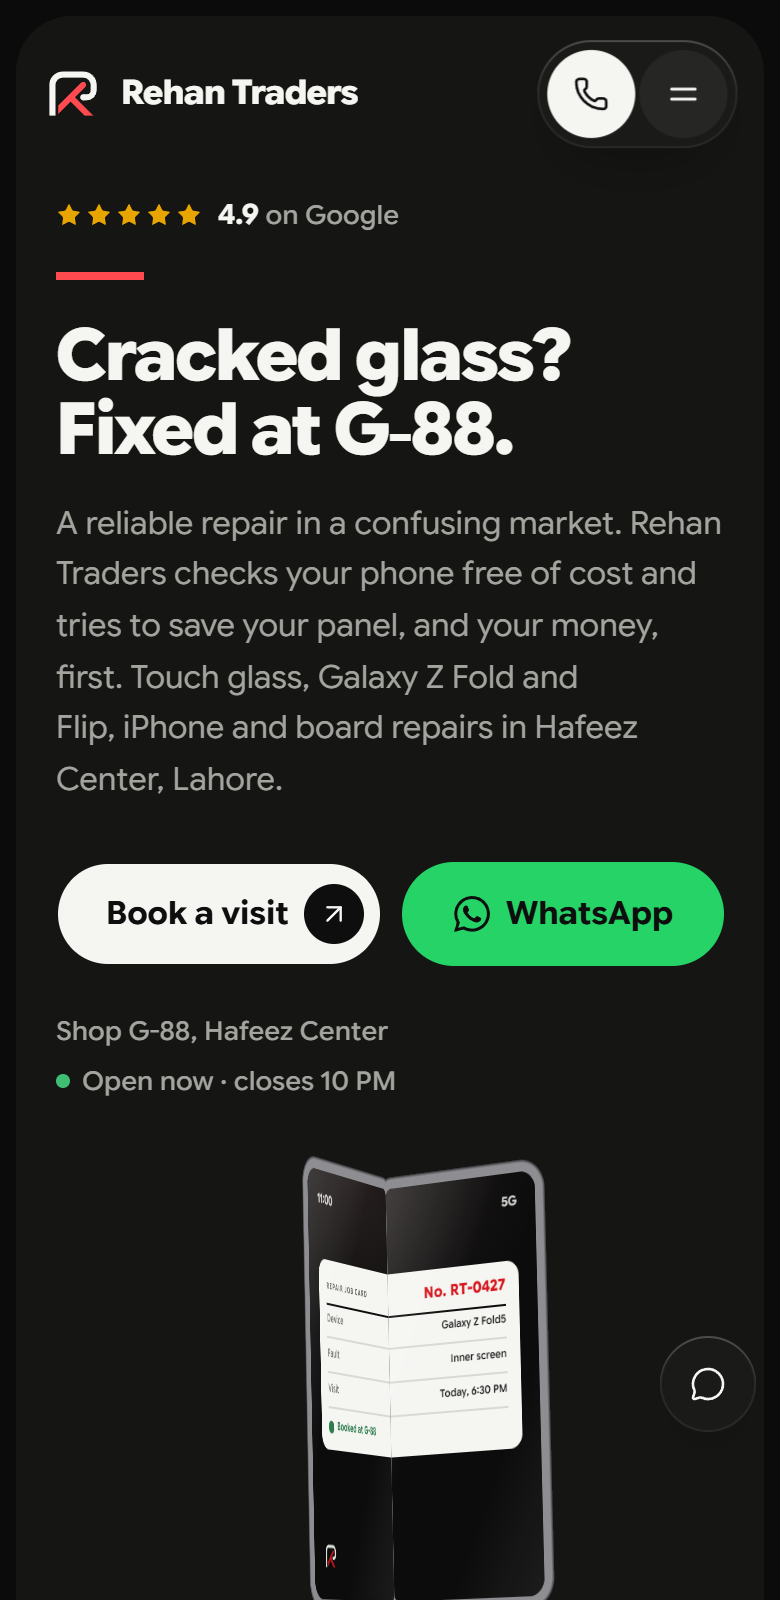 Rehan Traders
4.9 on Google
Cracked glass?
Fixed at G-88.
A reliable repair in a confusing market. Rehan
Traders checks your phone free of cost and
tries to save your panel, and your money,
first. Touch glass, Galaxy Z Fold and
Flip, iPhone and board repairs in Hafeez
Center, Lahore.
Book a visit
WhatsApp
Shop G-88, Hafeez Center
Open now · closes 10 PM
11:00 5G
REPAIR JOB CARD No. RT-0427
Device Galaxy Z Fold5
Fault Inner screen
Visit Today, 6:30 PM
Booked at G-88